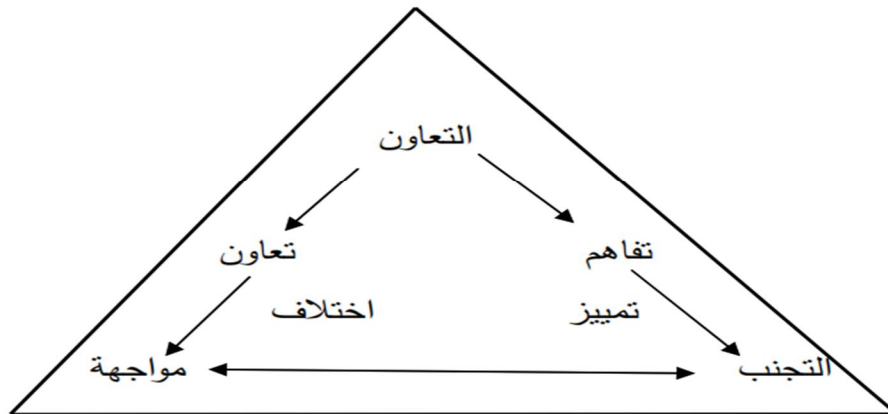 التعاون
تفاهم تعاون
تمييز اختلاف
التجنب مواجهة